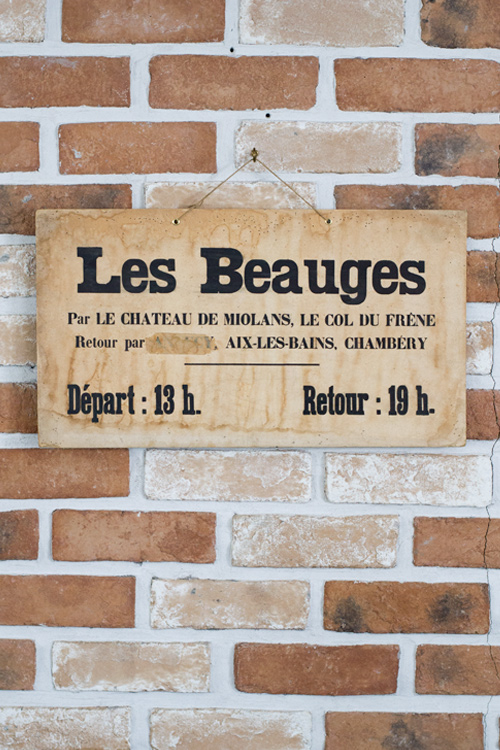 Les Beauges
Par LE CHATEAU DE MIOLANS, LE COL DU FRÊNE
Retour par , AIX-LES-BAINS, CHAMBÉRY
Départ : 13 h. Retour : 19 h.